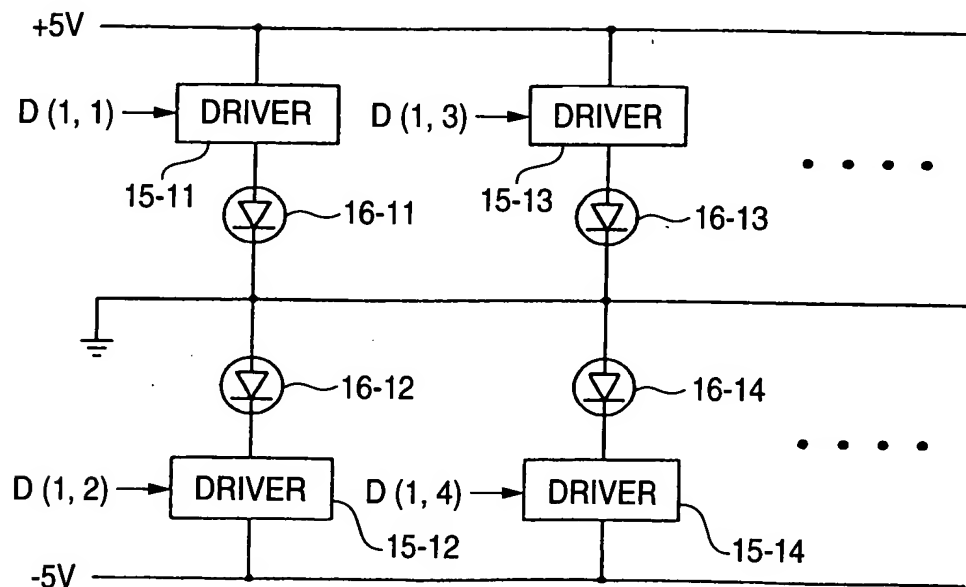 +5V
D (1, 1) DRIVER D (1, 3) DRIVER
15-11 16-11 15-13 16-13
16-12 16-14
D (1, 2) DRIVER D (1, 4) DRIVER
15-12 15-14
-5V